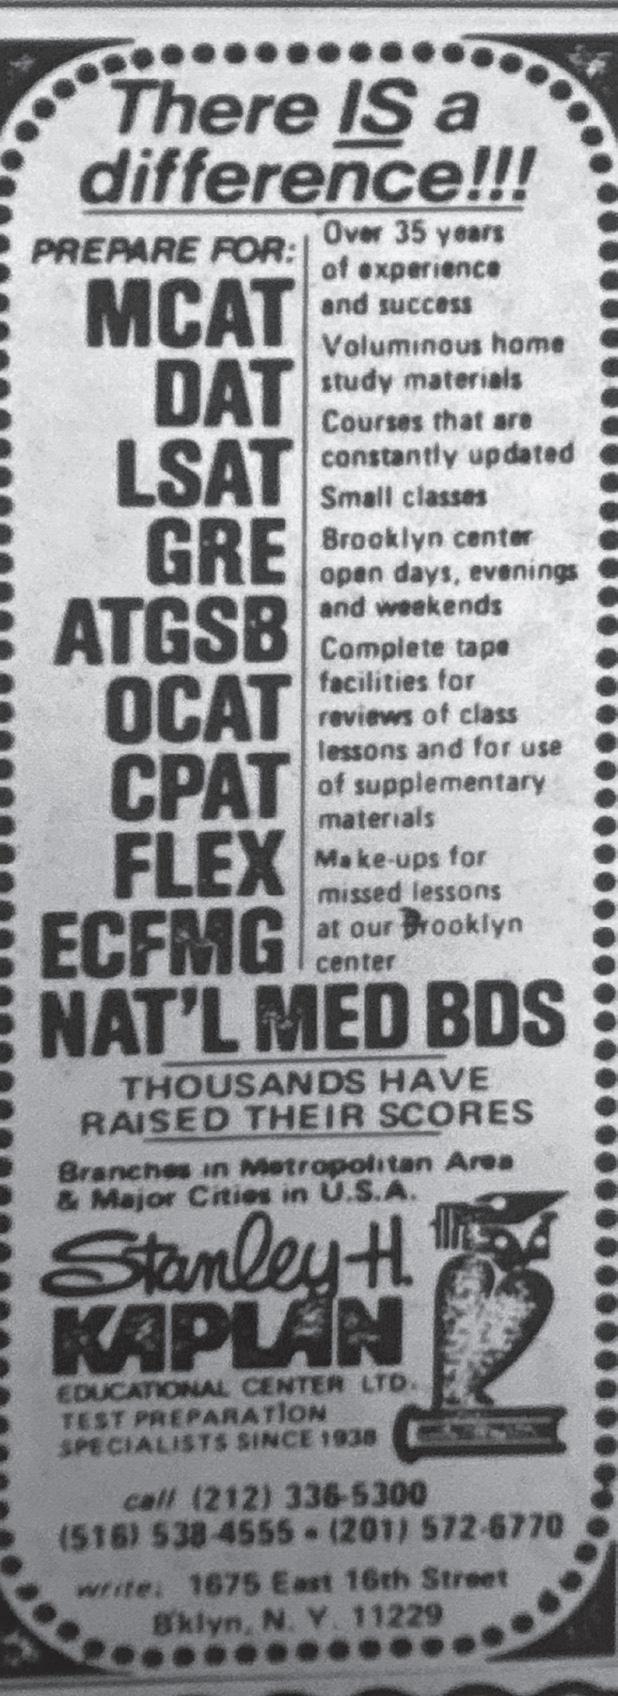 There IS a
difference!!!
PREPARE FOR:
MCAT
DAT
LSAT
GRE
ATGSB
OCAT
CPAT
FLEX
ECFMG
NAT'L MED BDS
Over 35 years
of experience
and success
Voluminous home
study materials
Courses that are
constantly updated
Small classes
Brooklyn center
open days, evenings
and weekends
Complete tape
facilities for
reviews of class
lessons and for use
of supplementary
materials
Make-ups for
missed lessons
at our Brooklyn
center
THOUSANDS HAVE
RAISED THEIR SCORES
Branches in Metropolitan Area
& Major Cities in U.S.A.
Stanley H.
KAPLAN
EDUCATIONAL CENTER LTD.
TEST PREPARATION
SPECIALISTS SINCE 1938
call (212) 336-5300
(516) 538-4555 • (201) 572-6770
write: 1675 East 16th Street
B'klyn, N. Y. 11229